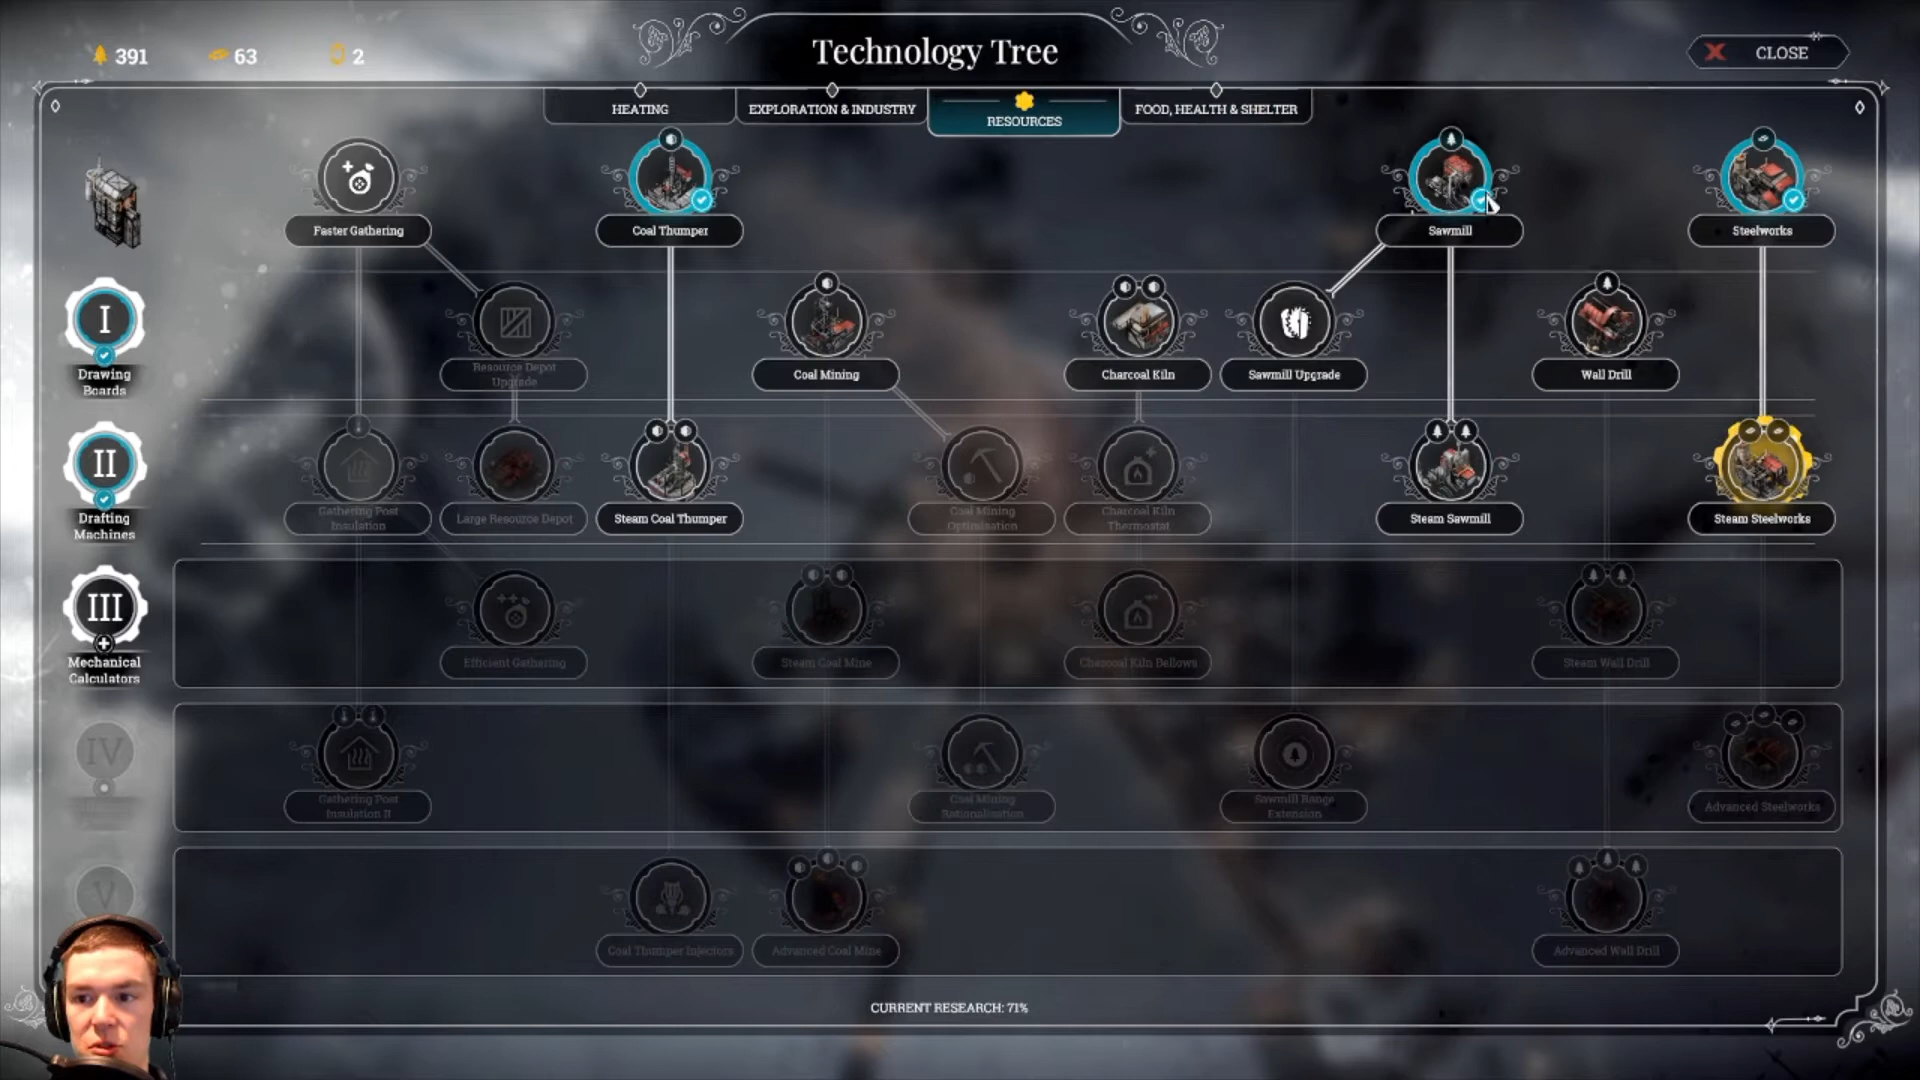 391 63 2
Technology Tree
CLOSE
HEATING
EXPLORATION & INDUSTRY
RESOURCES
FOOD, HEALTH & SHELTER
Faster Gathering
Coal Thumper
Sawmill
Steelworks
I
Drawing
Boards
Resource Depot
Upgrade
Coal Mining
Charcoal Kiln
Sawmill Upgrade
Wall Drill
II
Drafting
Machines
Gathering Post
Insulation
Large Resource Depot
Steam Coal Thumper
Coal Mining
Optimisation
Charcoal Kiln
Thermostat
Steam Sawmill
Steam Steelworks
III
Mechanical
Calculators
Efficient Gathering
Steam Coal Mine
Charcoal Kiln Bellows
Steam Wall Drill
IV
Gathering Post
Insulation II
Coal Mining
Rationalisation
Sawmill Range
Extension
Advanced Steelworks
V
Coal Thumper Injectors
Advanced Coal Mine
Advanced Wall Drill
CURRENT RESEARCH: 71%